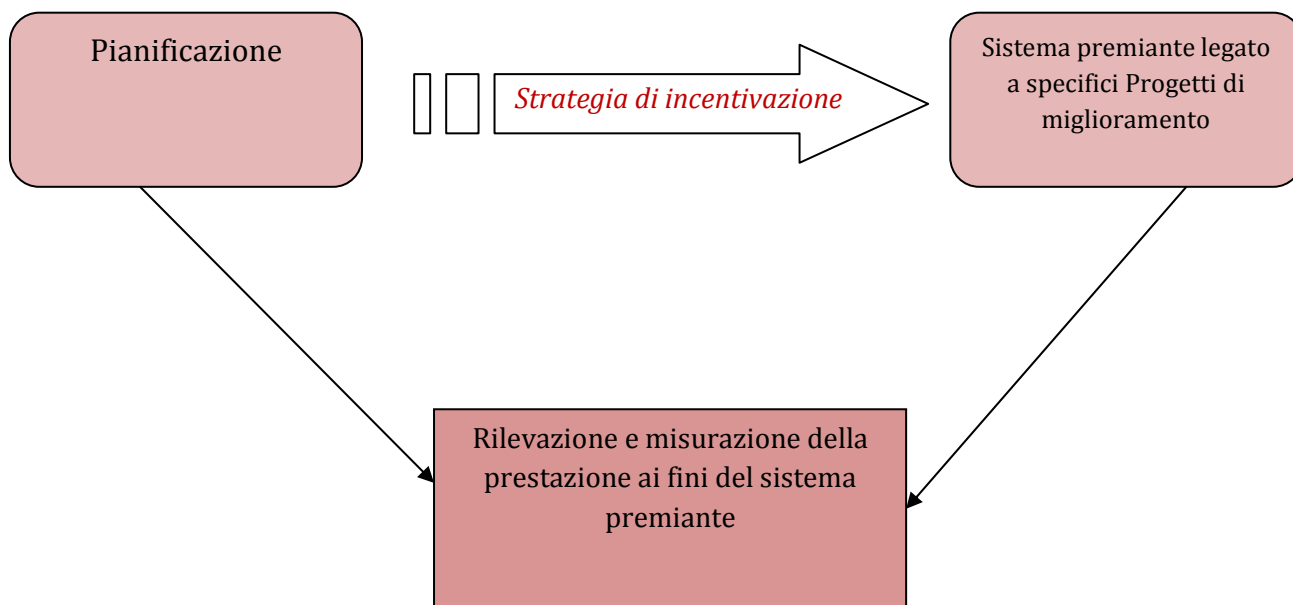 Pianificazione
Strategia di incentivazione
Sistema premiante legato
a specifici Progetti di
miglioramento
Rilevazione e misurazione della
prestazione ai fini del sistema
premiante